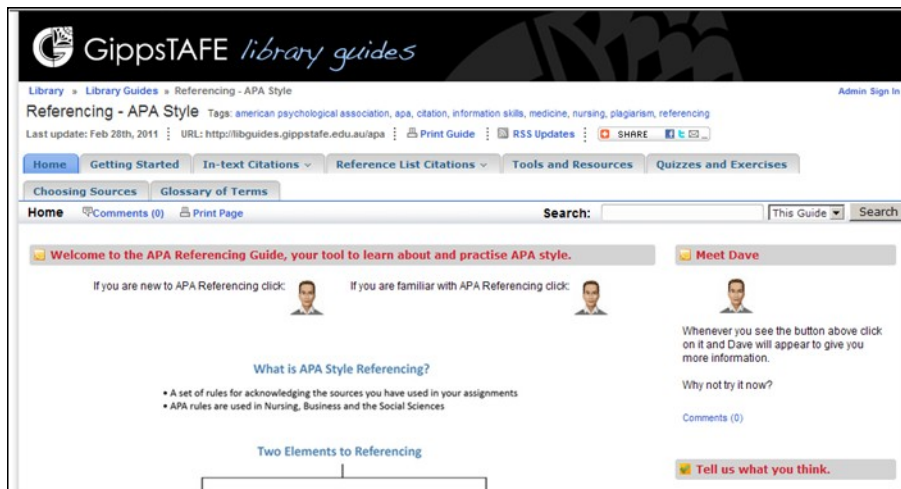 GippsTAFE library guides
Library » Library Guides » Referencing - APA Style Admin Sign In
Referencing - APA Style Tags: american psychological association, apa, citation, information skills, medicine, nursing, plagiarism, referencing
Last update: Feb 28th, 2011 URL: http://libguides.gippstafe.edu.au/apa Print Guide RSS Updates SHARE
Home Getting Started In-text Citations Reference List Citations Tools and Resources Quizzes and Exercises
Choosing Sources Glossary of Terms
Home Comments (0) Print Page Search: This Guide Search
Welcome to the APA Referencing Guide, your tool to learn about and practise APA style.
If you are new to APA Referencing click: If you are familiar with APA Referencing click:
What is APA Style Referencing?
• A set of rules for acknowledging the sources you have used in your assignments
• APA rules are used in Nursing, Business and the Social Sciences
Two Elements to Referencing
Meet Dave
Whenever you see the button above click
on it and Dave will appear to give you
more information.
Why not try it now?
Comments (0)
Tell us what you think.